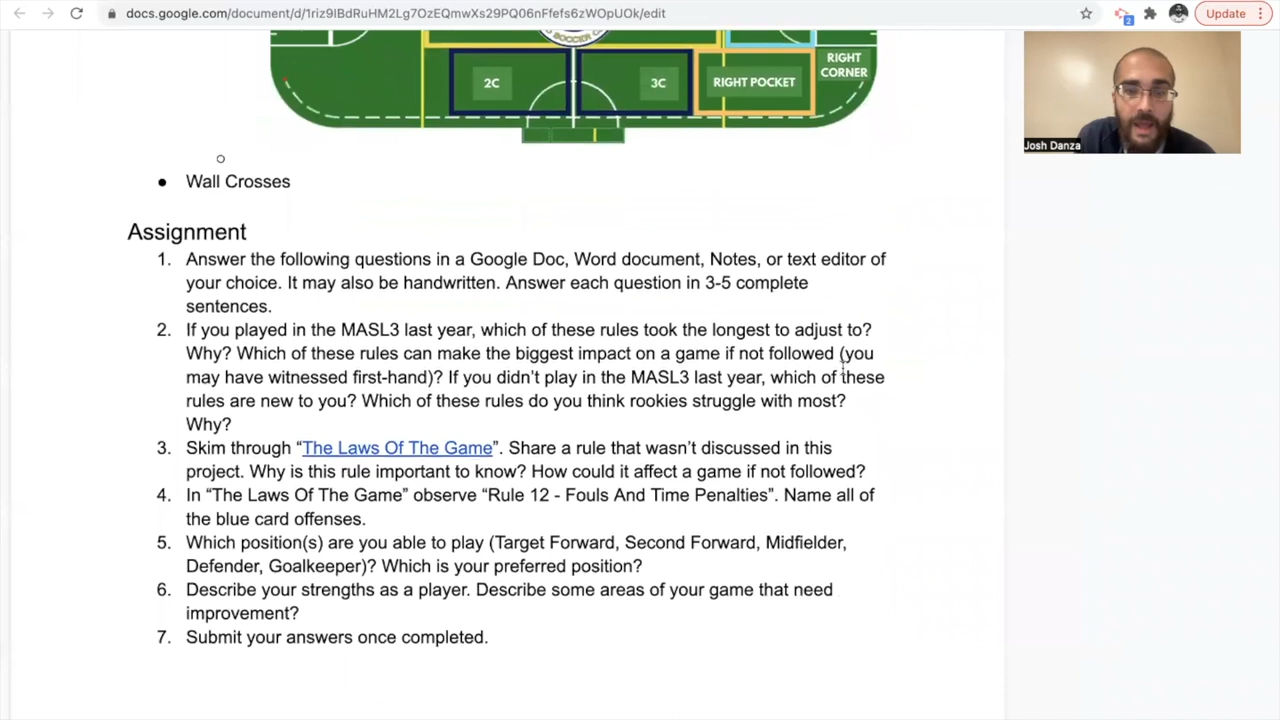 docs.google.com/document/d/1riz9IBdRuHM2Lg7OzEQmwXs29PQ06nFfefs6zWOpUOk/edit
2
Update
SOCCER C
RIGHT
CORNER
2C
3C
RIGHT POCKET
Josh Danza
Wall Crosses
Assignment
1. Answer the following questions in a Google Doc, Word document, Notes, or text editor of
your choice. It may also be handwritten. Answer each question in 3-5 complete
sentences.
2. If you played in the MASL3 last year, which of these rules took the longest to adjust to?
Why? Which of these rules can make the biggest impact on a game if not followed (you
may have witnessed first-hand)? If you didn’t play in the MASL3 last year, which of these
rules are new to you? Which of these rules do you think rookies struggle with most?
Why?
3. Skim through “The Laws Of The Game”. Share a rule that wasn’t discussed in this
project. Why is this rule important to know? How could it affect a game if not followed?
4. In “The Laws Of The Game” observe “Rule 12 - Fouls And Time Penalties”. Name all of
the blue card offenses.
5. Which position(s) are you able to play (Target Forward, Second Forward, Midfielder,
Defender, Goalkeeper)? Which is your preferred position?
6. Describe your strengths as a player. Describe some areas of your game that need
improvement?
7. Submit your answers once completed.